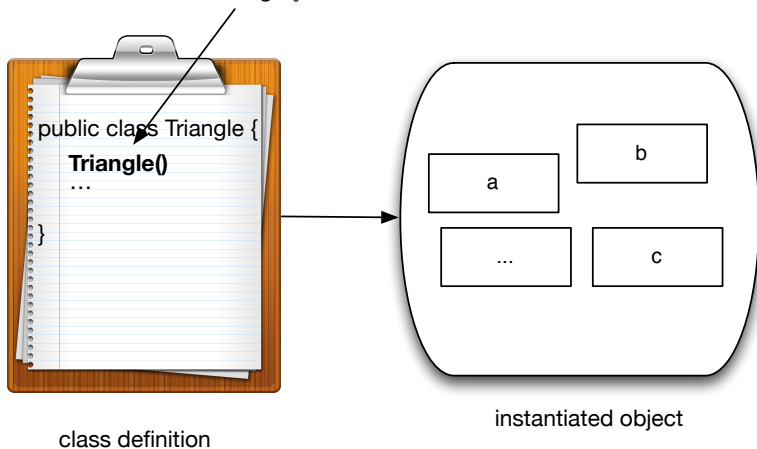 public class Triangle {
Triangle()
...
}
a
b
...
c
class definition
instantiated object